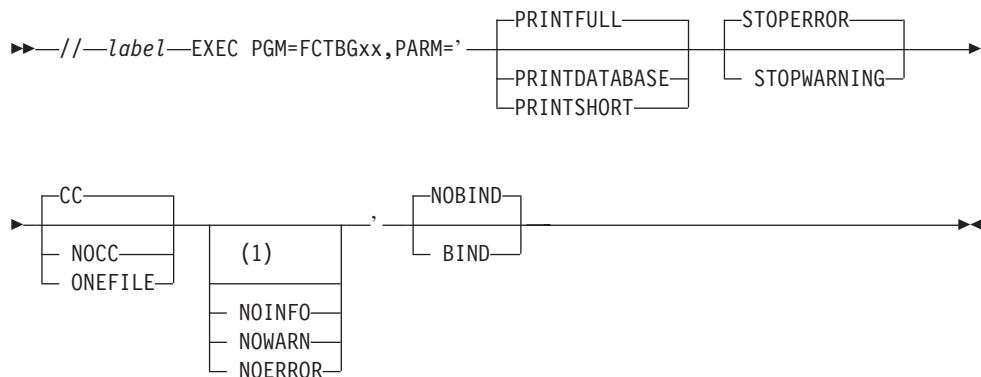 PRINTFULL STOPERROR
// label EXEC PGM=FCTBGxx,PARM='
PRINTDATABASE STOPWARNING
PRINTSHORT
CC ' NOBIND
NOCC (1) BIND
ONEFILE
NOINFO
NOWARN
NOERROR